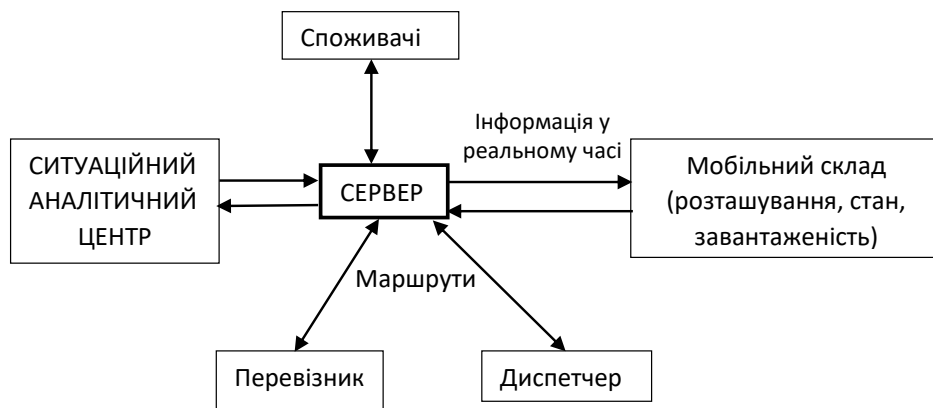 Споживачі
Інформація у
реальному часі
СИТУАЦІЙНИЙ
АНАЛІТИЧНИЙ
ЦЕНТР
СЕРВЕР
Мобільний склад
(розташування, стан,
завантаженість)
Маршрути
Перевізник
Диспетчер